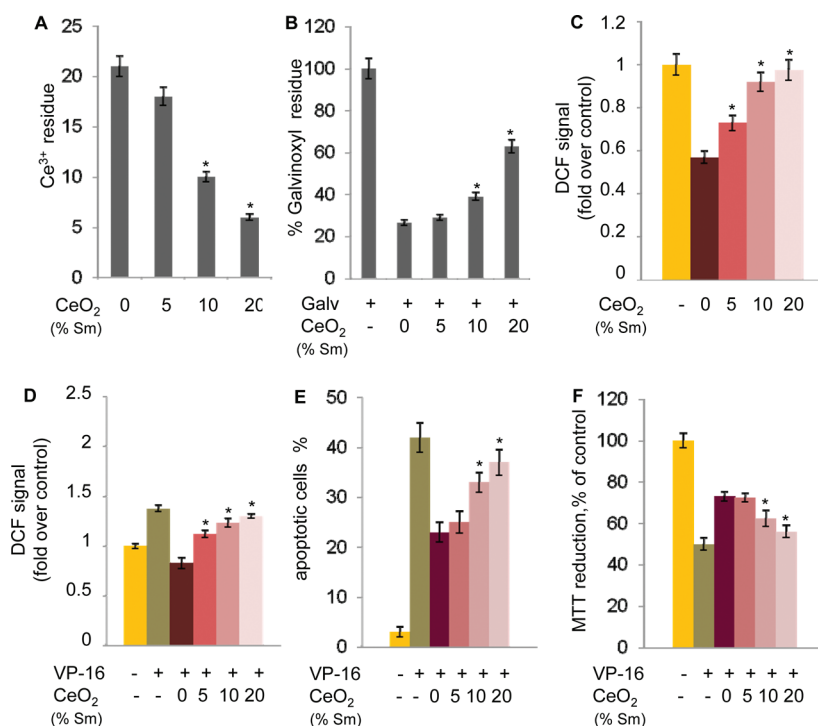 A
Ce3+ residue
25
20
15
10
5
0
* *
CeO2 0 5 10 20
(% Sm)
B
% Galvinoxyl residue
120
100
80
60
40
20
0
* *
Galv + + + + +
CeO2 - 0 5 10 20
(% Sm)
C
DCF signal
(fold over control)
1.2
1
0.8
0.6
0.4
0.2
0
* * *
CeO2 - 0 5 10 20
(% Sm)
D
DCF signal
(fold over control)
2.5
2
1.5
1
0.5
0
* * *
VP-16 - + + + + +
CeO2 - - 0 5 10 20
(% Sm)
E
apoptotic cells %
50
40
30
20
10
0
* *
VP-16 - + + + + +
CeO2 - - 0 5 10 20
(% Sm)
F
MTT reduction,% of control
120
100
80
60
40
20
0
* *
VP-16 - + + + + +
CeO2 - - 0 5 10 20
(% Sm)